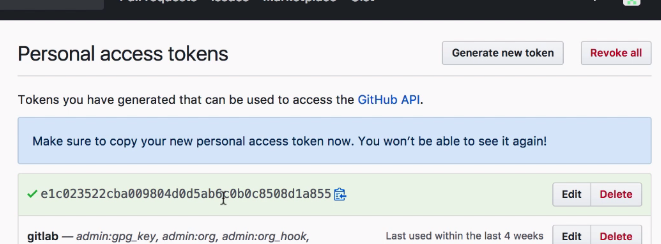 Pull requests Issues Marketplace Gist
Personal access tokens
Generate new token
Revoke all
Tokens you have generated that can be used to access the GitHub API.
Make sure to copy your new personal access token now. You won't be able to see it again!
e1c023522cba009804d0d5ab6c0b0c8508d1a855
Edit
Delete
gitlab — admin:gpg_key, admin:org, admin:org_hook,
Last used within the last 4 weeks
Edit
Delete